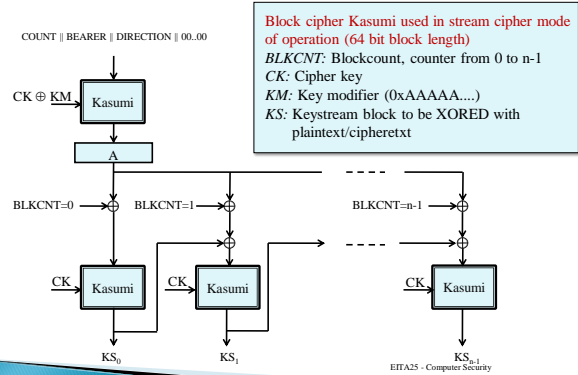 COUNT || BEARER || DIRECTION || 00..00
Block cipher Kasumi used in stream cipher mode
of operation (64 bit block length)
BLKCNT: Blockcount, counter from 0 to n-1
CK: Cipher key
KM: Key modifier (0xAAAAA....)
KS: Keystream block to be XORED with
plaintext/cipheretxt
CK ⊕ KM
Kasumi
A
BLKCNT=0
BLKCNT=1
BLKCNT=n-1
CK
Kasumi
CK
Kasumi
CK
Kasumi
KS0
KS1
KSn-1
EITA25 - Computer Security